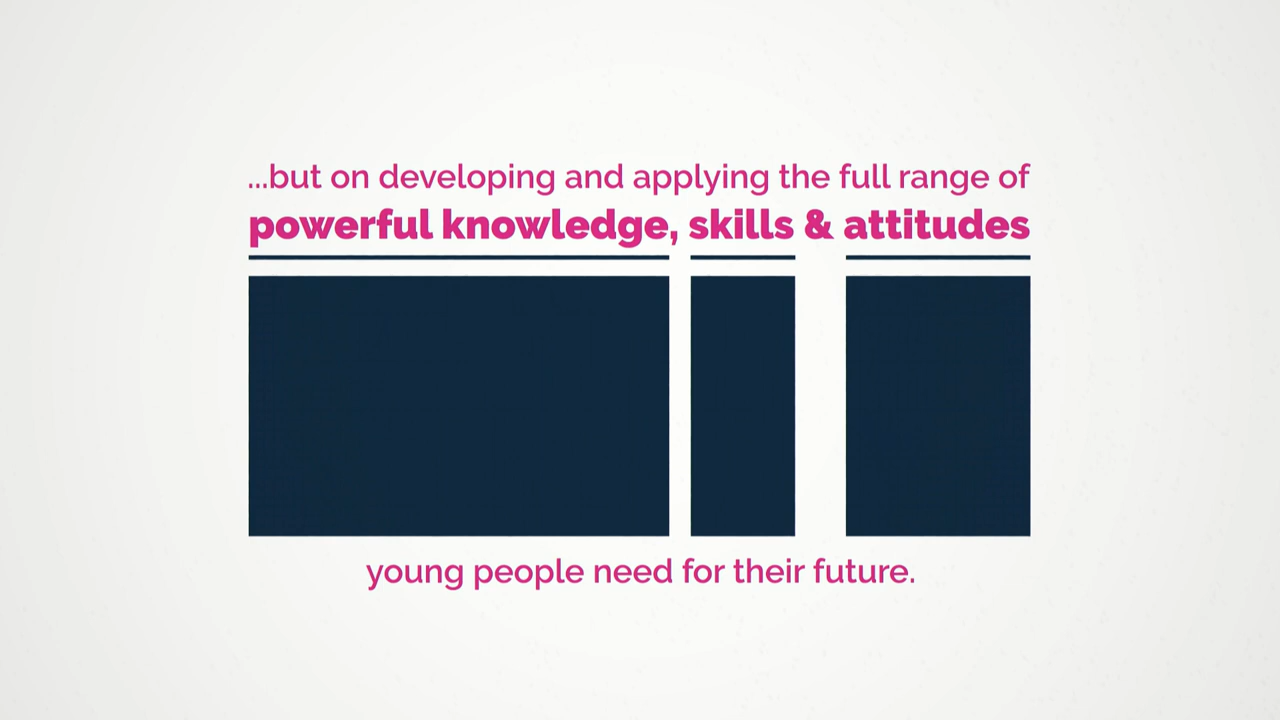 ...but on developing and applying the full range of
powerful knowledge, skills & attitudes
young people need for their future.